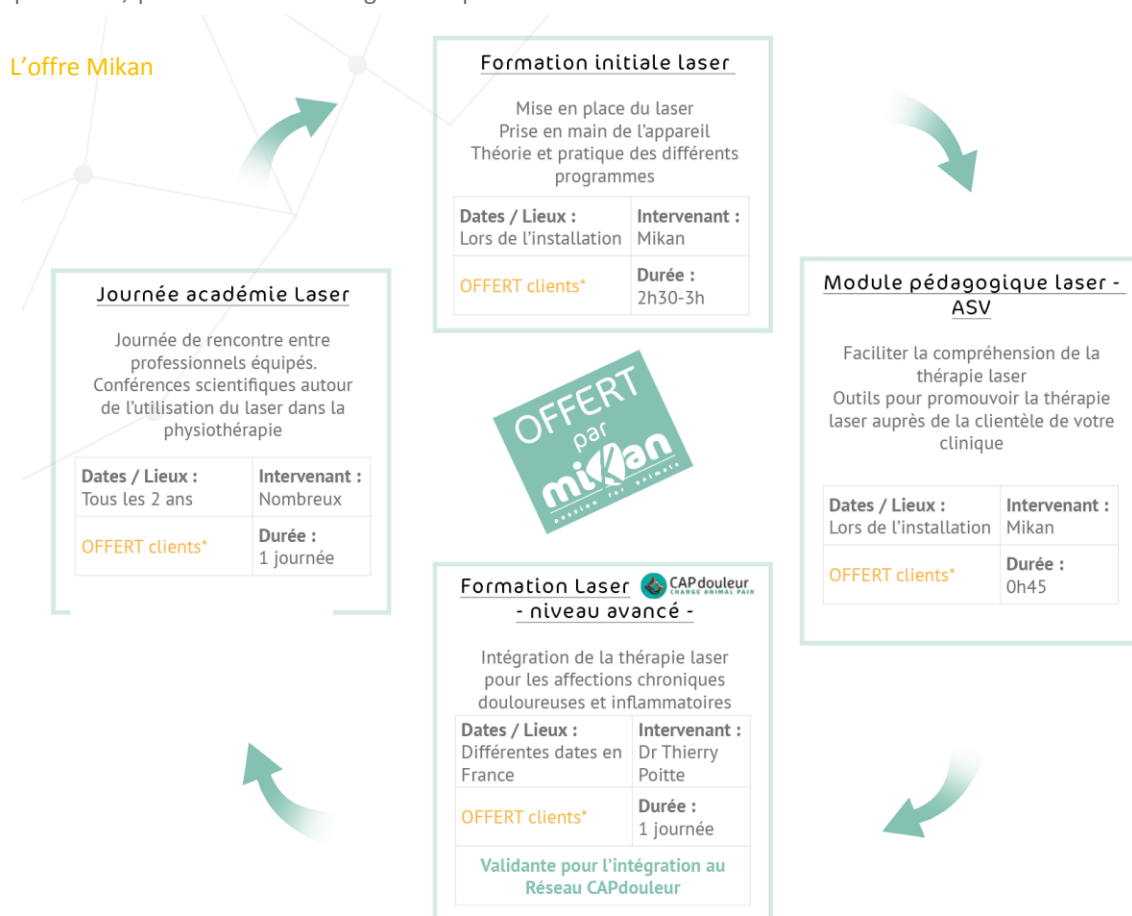 L'offre Mikan
Formation initiale laser
Mise en place du laser
Prise en main de l'appareil
Théorie et pratique des différents
programmes
Dates / Lieux :
Lors de l'installation
Intervenant :
Mikan
OFFERT clients*
Durée :
2h30-3h
Module pédagogique laser -
ASV
Faciliter la compréhension de la
thérapie laser
Outils pour promouvoir la thérapie
laser auprès de la clientèle de votre
clinique
Dates / Lieux :
Lors de l'installation
Intervenant :
Mikan
OFFERT clients*
Durée :
0h45
Formation Laser
- niveau avancé -
CAPdouleur
CHANGE ANIMAL PAIN
Intégration de la thérapie laser
pour les affections chroniques
douloureuses et inflammatoires
Dates / Lieux :
Différentes dates en
France
Intervenant :
Dr Thierry
Poitte
OFFERT clients*
Durée :
1 journée
Validante pour l'intégration au
Réseau CAPdouleur
Journée académie Laser
Journée de rencontre entre
professionnels équipés.
Conférences scientifiques autour
de l'utilisation du laser dans la
physiothérapie
Dates / Lieux :
Tous les 2 ans
Intervenant :
Nombreux
OFFERT clients*
Durée :
1 journée
OFFERT
par
miKan
passion for animals